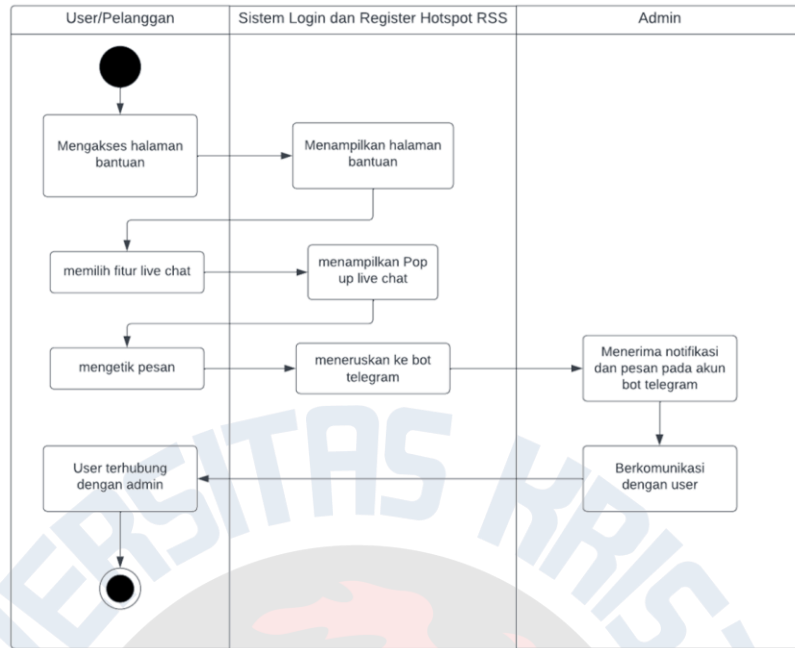 User/Pelanggan
Sistem Login dan Register Hotspot RSS
Admin
Mengakses halaman
bantuan
Menampilkan halaman
bantuan
memilih fitur live chat
menampilkan Pop
up live chat
mengetik pesan
meneruskan ke bot
telegram
Menerima notifikasi
dan pesan pada akun
bot telegram
User terhubung
dengan admin
Berkomunikasi
dengan user
ERSITAS KRIS